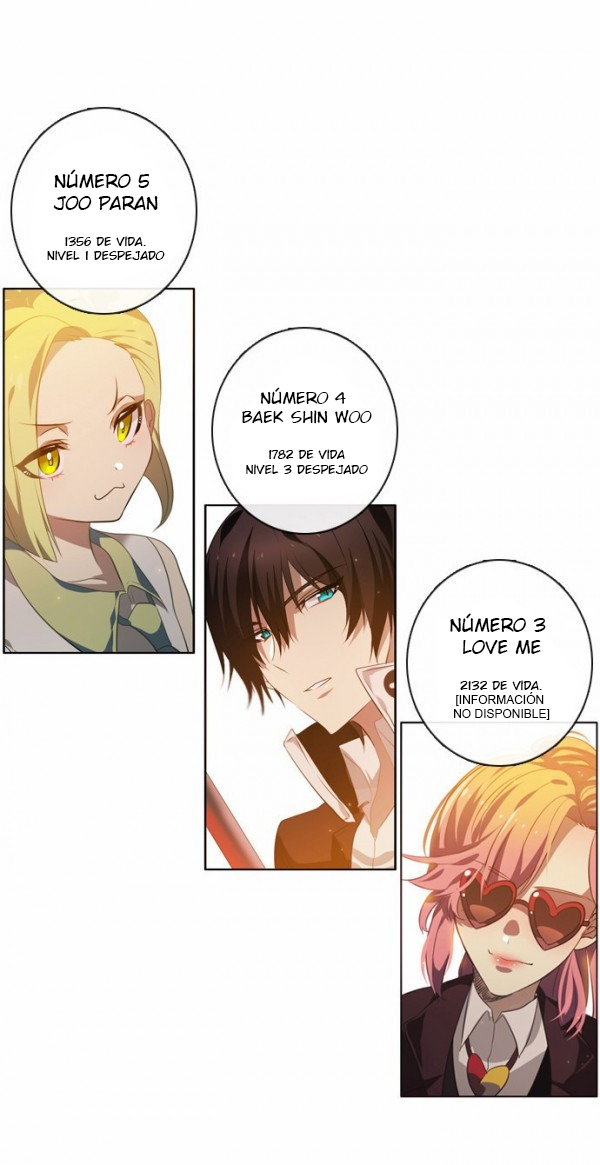 NÚMERO 5
JOO PARAN
1356 DE VIDA.
NIVEL 1 DESPEJADO
NÚMERO 4
BAEK SHIN WOO
1782 DE VIDA
NIVEL 3 DESPEJADO
NÚMERO 3
LOVE ME
2132 DE VIDA.
[INFORMACIÓN
NO DISPONIBLE]